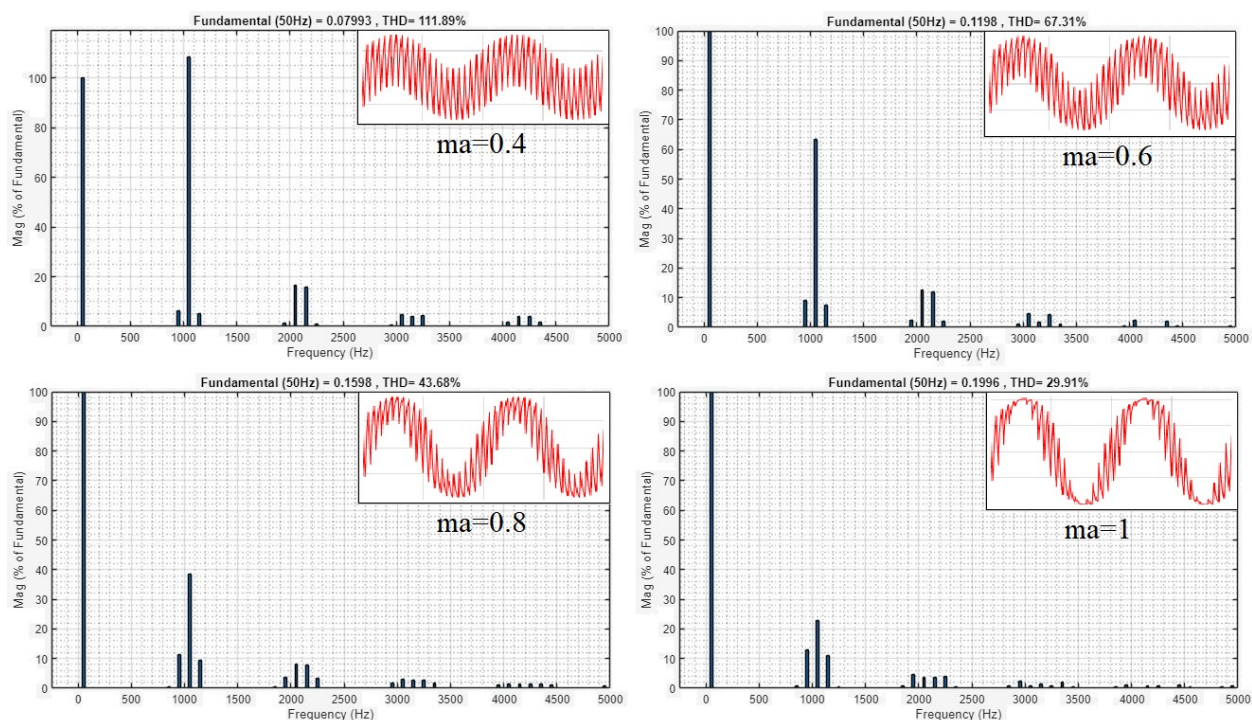 Fundamental (50Hz) = 0.07993 , THD= 111.89%
Mag (% of Fundamental)
100
80
60
40
20
0
ma=0.4
0 500 1000 1500 2000 2500 3000 3500 4000 4500 5000
Frequency (Hz)
Fundamental (50Hz) = 0.1198 , THD= 67.31%
Mag (% of Fundamental)
100
90
80
70
60
50
40
30
20
10
0
ma=0.6
0 500 1000 1500 2000 2500 3000 3500 4000 4500 5000
Frequency (Hz)
Fundamental (50Hz) = 0.1598 , THD= 43.68%
Mag (% of Fundamental)
100
90
80
70
60
50
40
30
20
10
0
ma=0.8
0 500 1000 1500 2000 2500 3000 3500 4000 4500 5000
Frequency (Hz)
Fundamental (50Hz) = 0.1996 , THD= 29.91%
Mag (% of Fundamental)
100
90
80
70
60
50
40
30
20
10
0
ma=1
0 500 1000 1500 2000 2500 3000 3500 4000 4500 5000
Frequency (Hz)